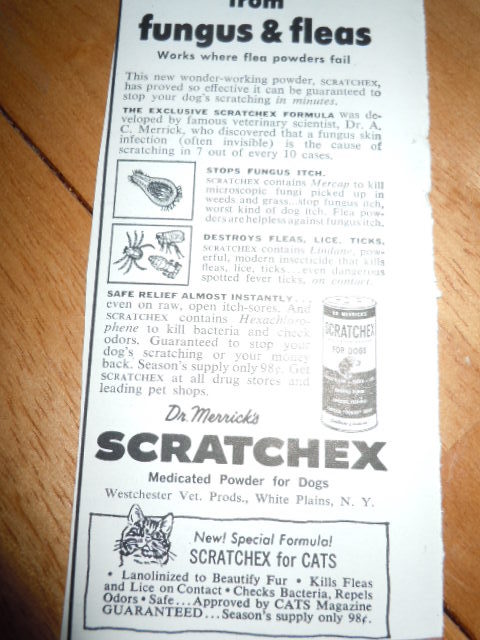 from
fungus & fleas
Works where flea powders fail
This new wonder-working powder, SCRATCHEX,
has proved so effective it can be guaranteed to
stop your dog's scratching in minutes.
THE EXCLUSIVE SCRATCHEX FORMULA was de-
veloped by famous veterinary scientist, Dr. A.
C. Merrick, who discovered that a fungus skin
infection (often invisible) is the cause of
scratching in 7 out of every 10 cases.
STOPS FUNGUS ITCH.
SCRATCHEX contains Mercap to kill
microscopic fungi picked up in
weeds and grass...stop fungus itch,
worst kind of dog itch. Flea pow-
ders are helpless against fungus itch.
DESTROYS FLEAS, LICE, TICKS.
SCRATCHEX contains Lindane, pow-
erful, modern insecticide that kills
fleas, lice, ticks...even dangerous
spotted fever ticks, on contact.
SAFE RELIEF ALMOST INSTANTLY...
even on raw, open itch-sores. And
SCRATCHEX contains Hexachloro-
phene to kill bacteria and check
odors. Guaranteed to stop your
dog's scratching or your money
back. Season's supply only 98¢. Get
SCRATCHEX at all drug stores and
leading pet shops.
DR. MERRICK'S
SCRATCHEX
FOR DOGS
Dr. Merrick's
SCRATCHEX
Medicated Powder for Dogs
Westchester Vet. Prods., White Plains, N. Y.
New! Special Formula!
SCRATCHEX for CATS
• Lanolinized to Beautify Fur • Kills Fleas
and Lice on Contact • Checks Bacteria, Repels
Odors • Safe...Approved by CATS Magazine
GUARANTEED...Season's supply only 98¢.